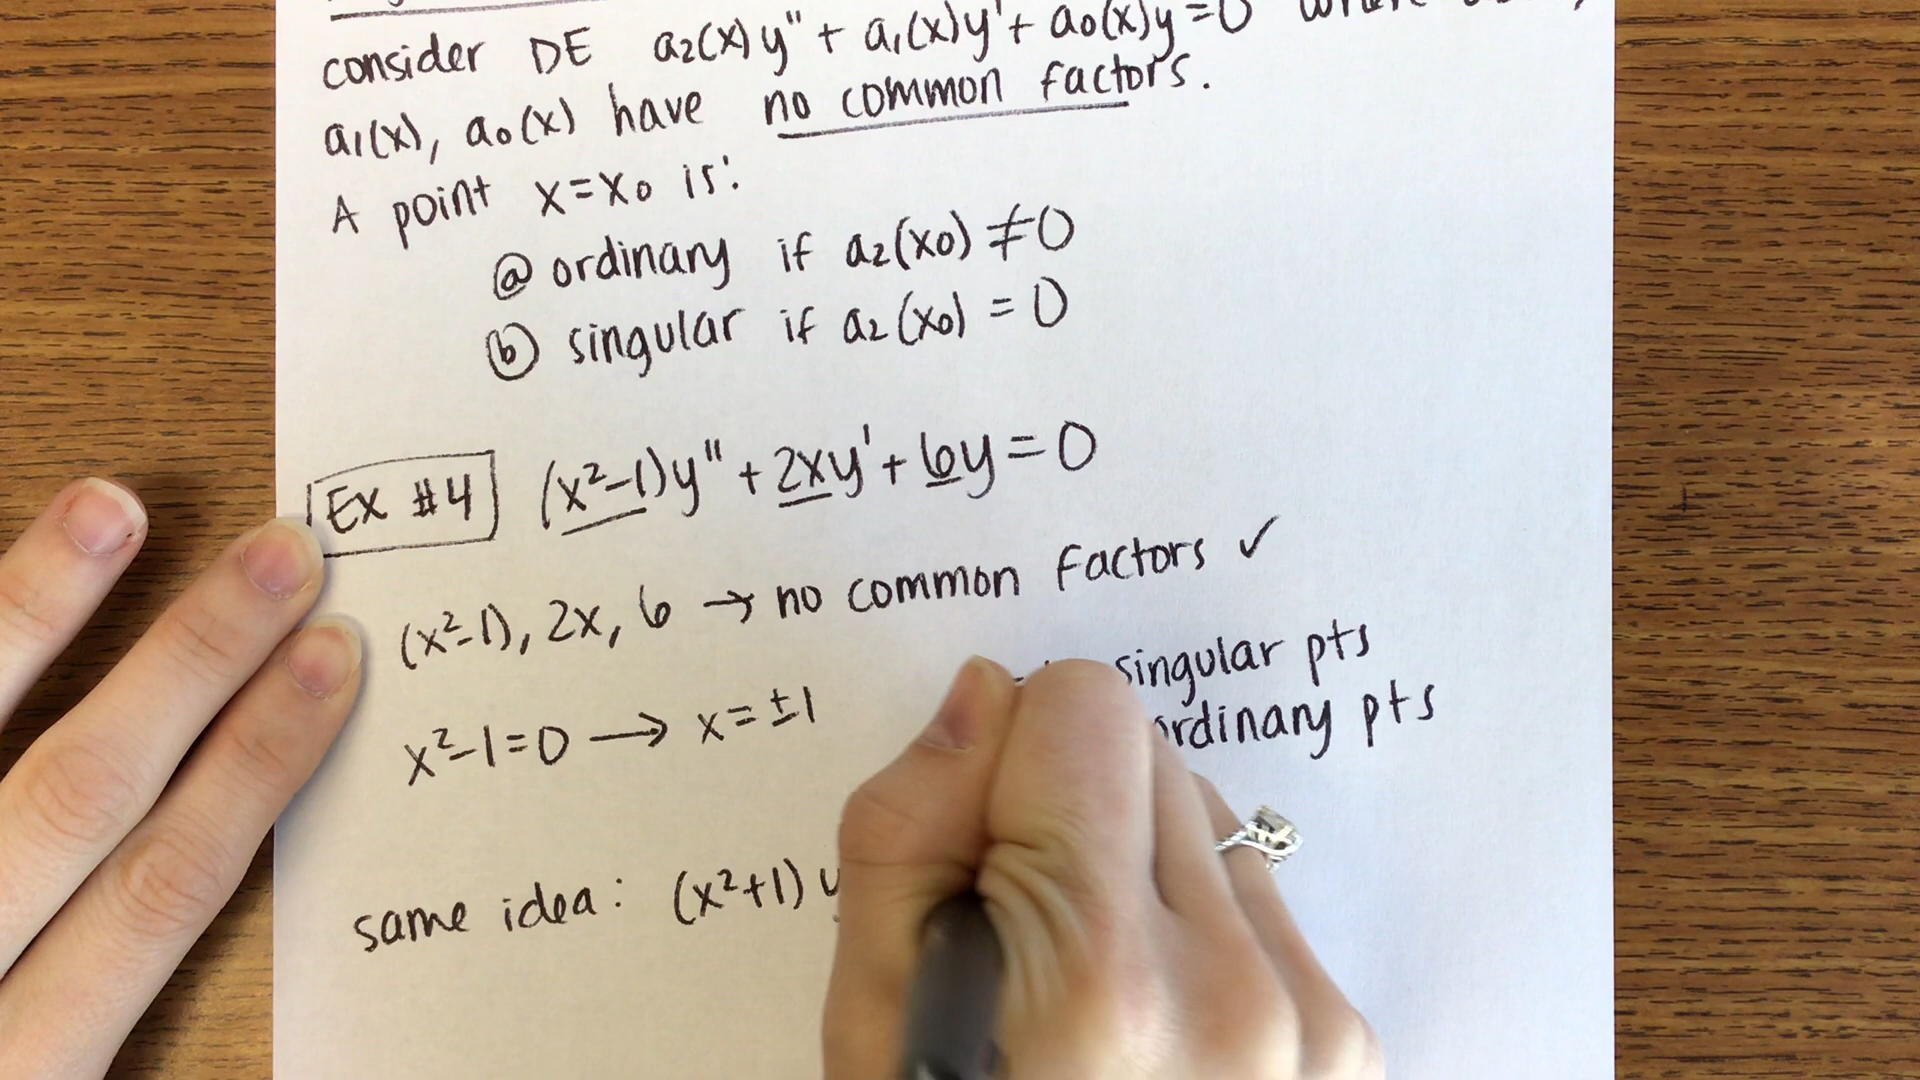 consider DE a₂(x)y" + a₁(x)y' + a₀(x)y = 0
a₁(x), a₀(x) have no common factors.
A point x = x₀ is:
ⓐ ordinary if a₂(x₀) ≠ 0
ⓑ singular if a₂(x₀) = 0
Ex #4 (x²-1)y" + 2xy' + 6y = 0
(x²-1), 2x, 6 → no common factors ✓
singular pts
x²-1=0 → x = ±1
ordinary pts
same idea: (x²+1) y